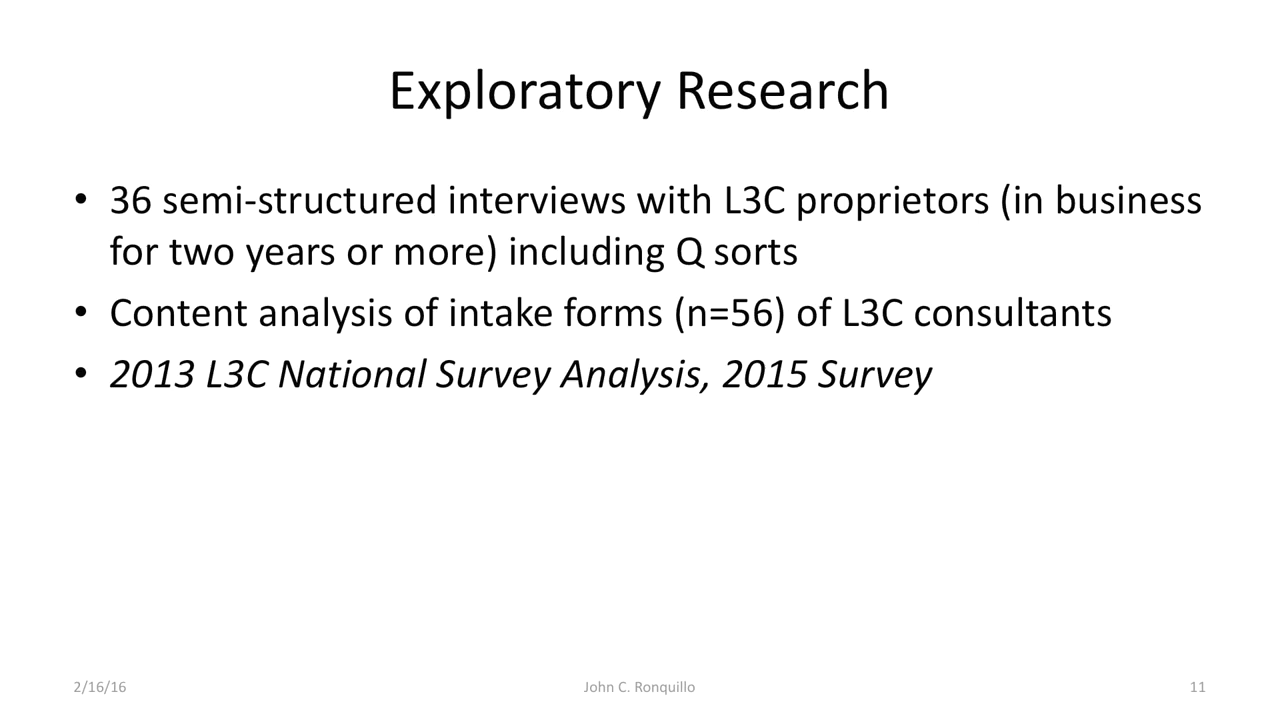 Exploratory Research
• 36 semi-structured interviews with L3C proprietors (in business
for two years or more) including Q sorts
• Content analysis of intake forms (n=56) of L3C consultants
• 2013 L3C National Survey Analysis, 2015 Survey
2/16/16
John C. Ronquillo
11